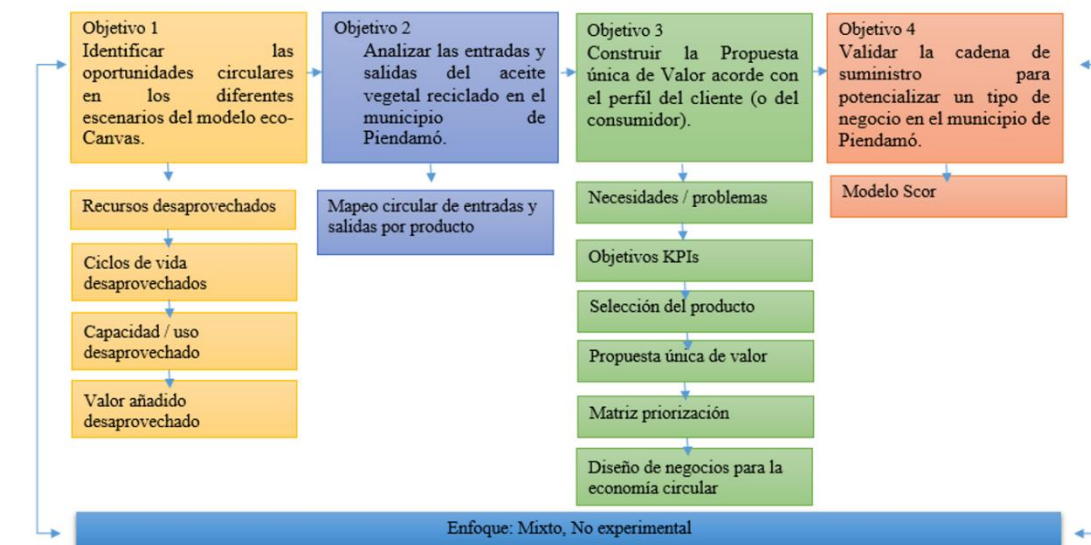 Objetivo 1
Identificar las
oportunidades circulares
en los diferentes
escenarios del modelo eco-
Canvas.
Recursos desaprovechados
Ciclos de vida
desaprovechados
Capacidad / uso
desaprovechado
Valor añadido
desaprovechado
Objetivo 2
Analizar las entradas y
salidas del aceite
vegetal reciclado en el
municipio de
Piendamó.
Mapeo circular de entradas y
salidas por producto
Objetivo 3
Construir la Propuesta
única de Valor acorde con
el perfil del cliente (o del
consumidor).
Necesidades / problemas
Objetivos KPIs
Selección del producto
Propuesta única de valor
Matriz priorización
Diseño de negocios para la
economía circular
Objetivo 4
Validar la cadena de
suministro para
potencializar un tipo de
negocio en el municipio de
Piendamó.
Modelo Scor
Enfoque: Mixto, No experimental